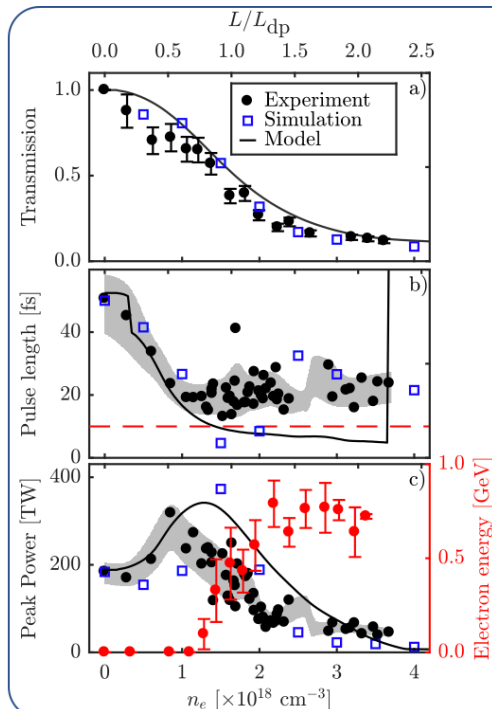 L/L_dp
0.0 0.5 1.0 1.5 2.0 2.5
a)
Experiment
Simulation
Model
Transmission
1.0
0.5
0.0
b)
Pulse length [fs]
40
20
0
c)
Peak Power [TW]
400
200
0
1.0
0.5
0.0
Electron energy [GeV]
0 1 2 3 4
n_e [×10^18 cm^−3]